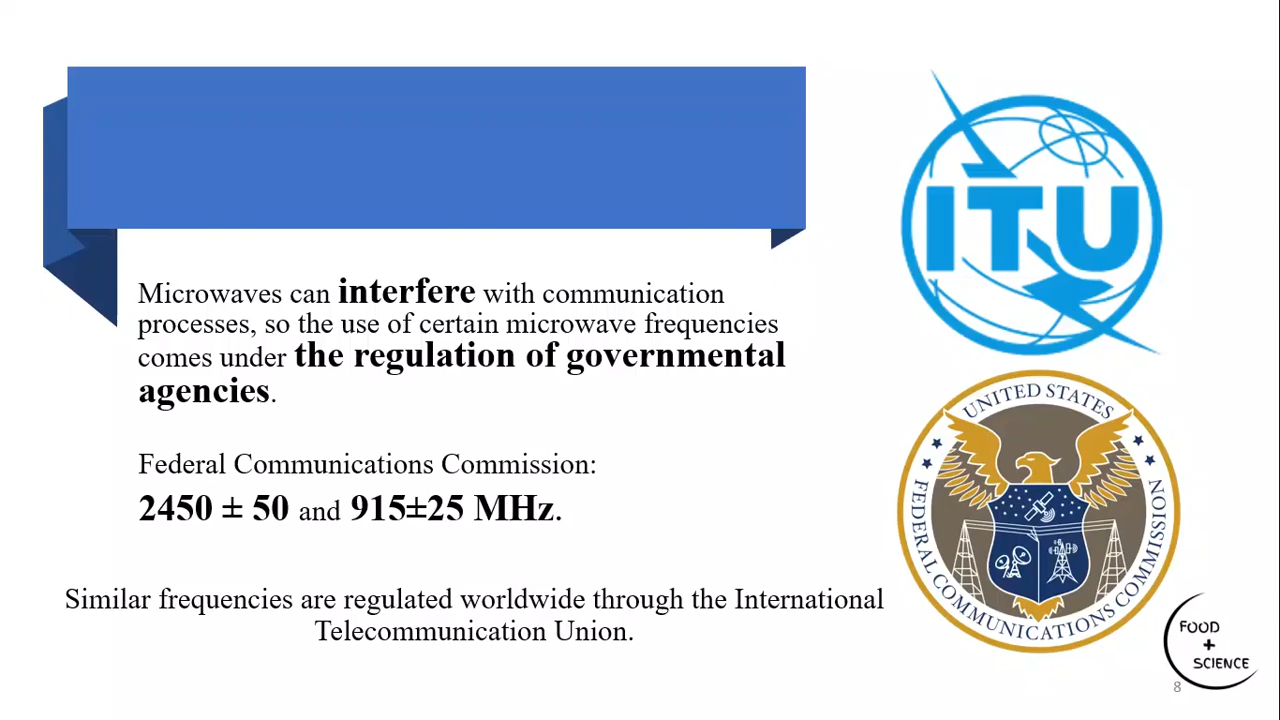 ITU
Microwaves can interfere with communication
processes, so the use of certain microwave frequencies
comes under the regulation of governmental
agencies.
Federal Communications Commission:
2450 ± 50 and 915±25 MHz.
Similar frequencies are regulated worldwide through the International
Telecommunication Union.
UNITED STATES
FEDERAL COMMUNICATIONS COMMISSION
FOOD
+
SCIENCE
8